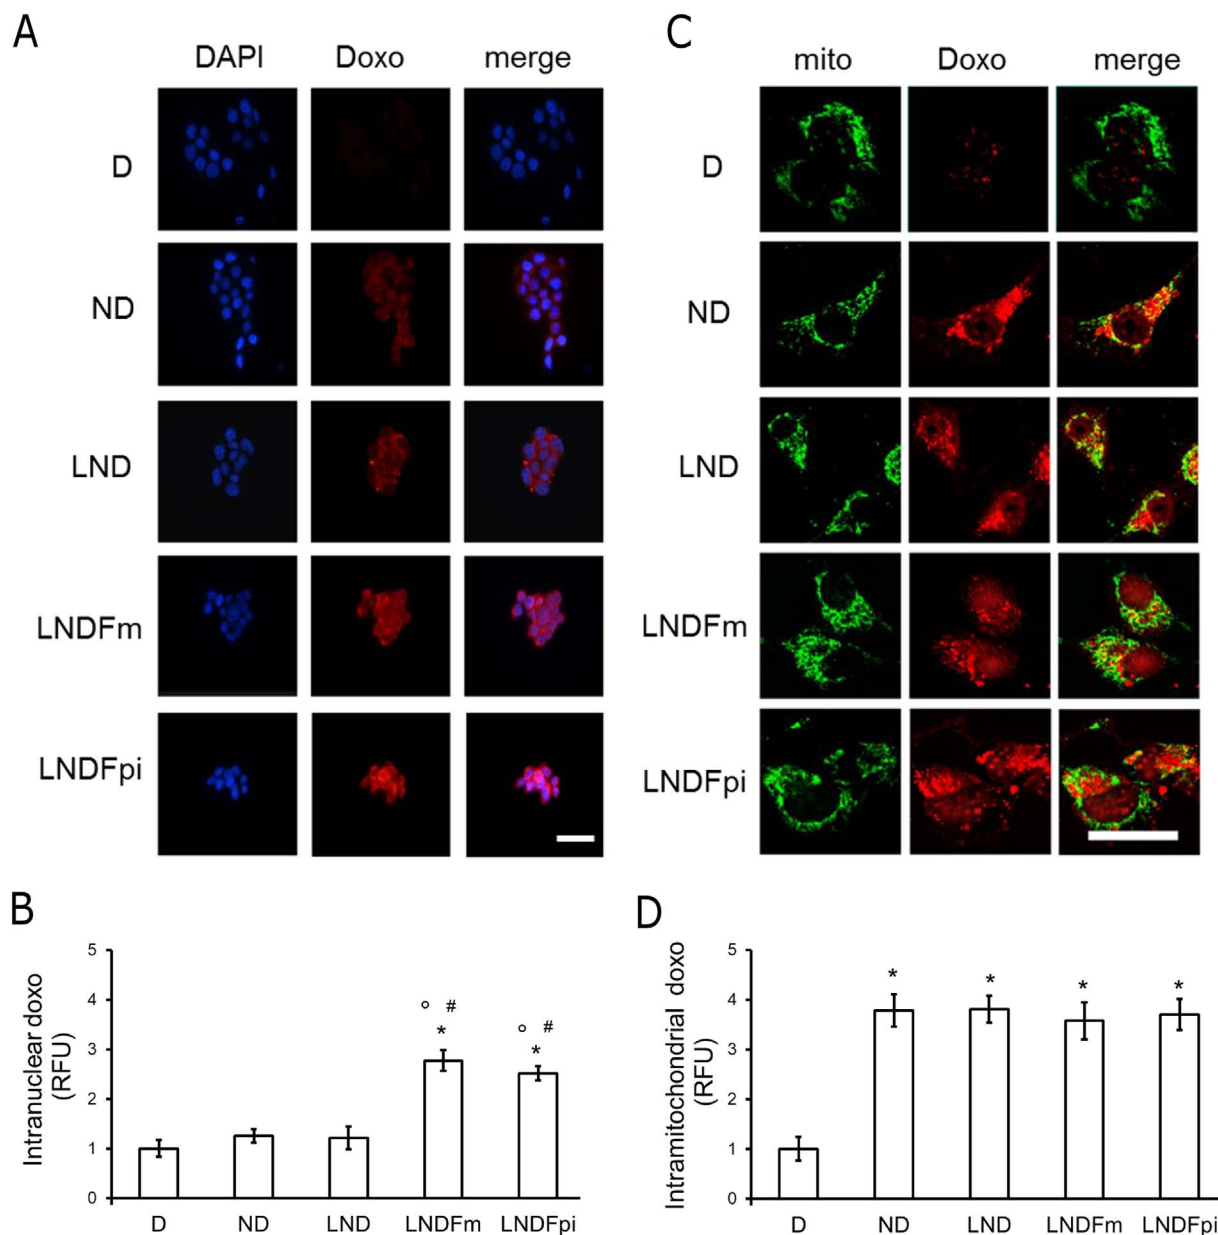 A
DAPI Doxo merge
D
ND
LND
LNDFm
LNDFpi
C
mito Doxo merge
D
ND
LND
LNDFm
LNDFpi
B
Intranuclear doxo
(RFU)
5
4
3
2
1
0
° #
*
° #
*
D ND LND LNDFm LNDFpi
D
Intramitochondrial doxo
(RFU)
5
4
3
2
1
0
* * * *
D ND LND LNDFm LNDFpi